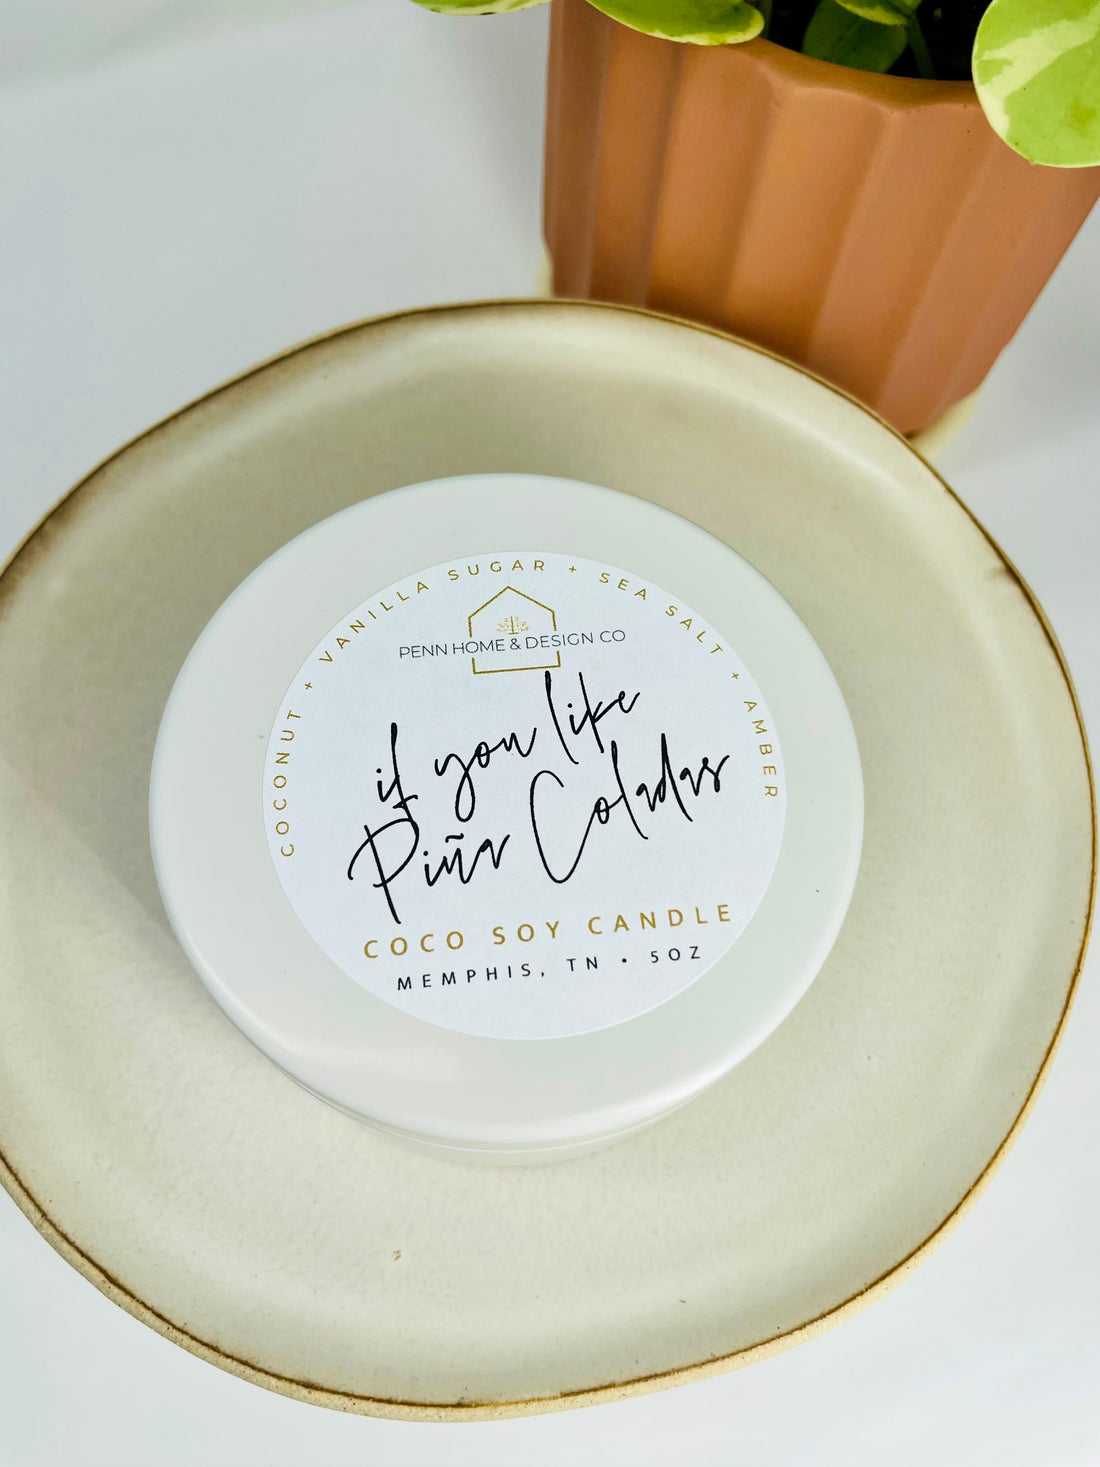 COCONUT + VANILLA SUGAR + SEA SALT + AMBER
PENN HOME & DESIGN CO
if you like
Piña Coladas
COCO SOY CANDLE
MEMPHIS, TN • 5OZ